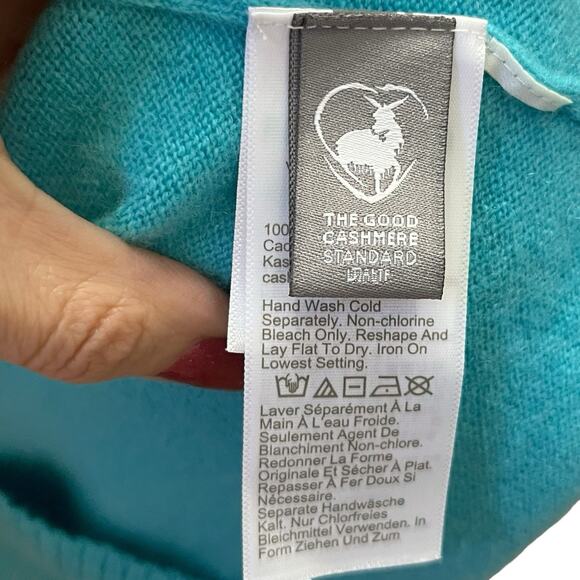 THE GOOD
CASHMERE
STANDARD
100
Cac
Kas
cas
Hand Wash Cold
Separately. Non-chlorine
Bleach Only. Reshape And
Lay Flat To Dry. Iron On
Lowest Setting.
Laver Séparément À La
Main À L'eau Froide.
Seulement Agent De
Blanchiment Non-chlore.
Redonner La Forme
Originale Et Sécher À Plat.
Repasser À Fer Doux Si
Nécessaire.
Separate Handwäsche
Kalt. Nur Chlorfreies
Bleichmittel Verwenden. In
Form Ziehen Und Zum